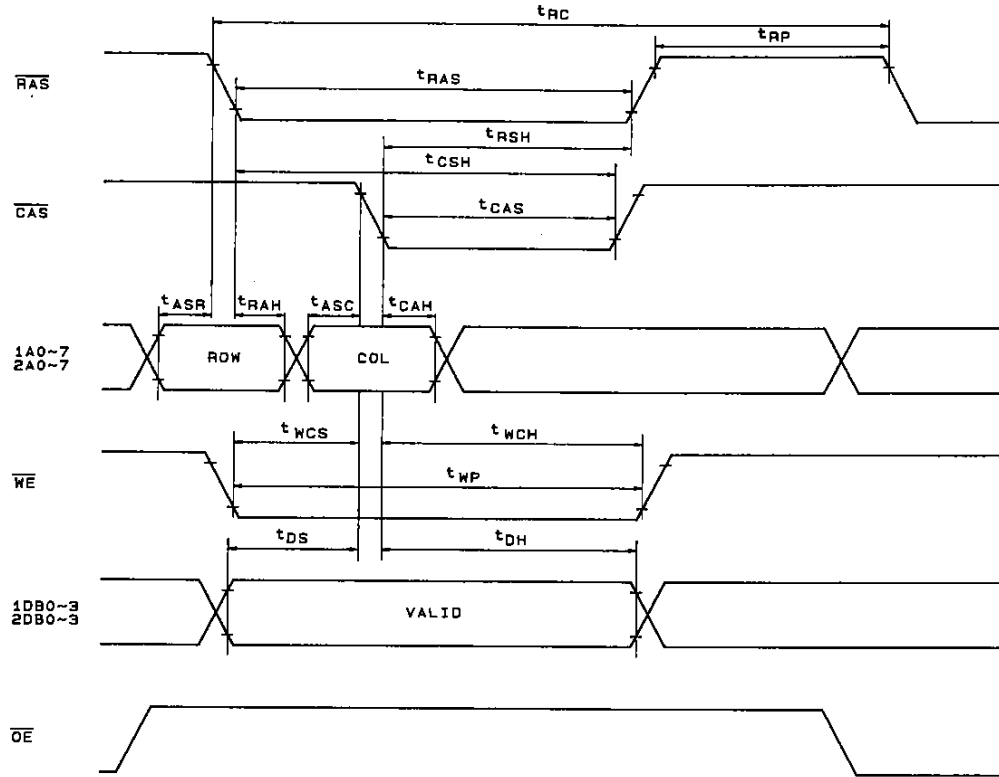 tRC
tRP
RAS
tRAS
tRSH
tCSH
CAS
tCAS
tASR
tRAH
tASC
tCAH
1A0~7
2A0~7
ROW
COL
tWCS
tWCH
WE
tWP
tDS
tDH
1DB0~3
2DB0~3
VALID
OE